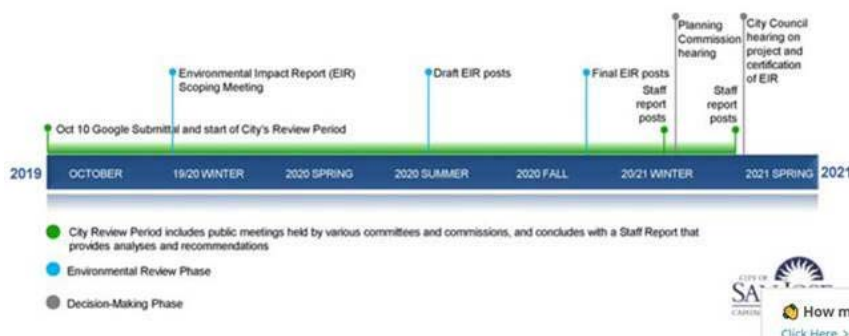 Planning
Commission
hearing
City Council
hearing on
project and
certification
of EIR
Environmental Impact Report (EIR)
Scoping Meeting
Draft EIR posts
Final EIR posts
Staff
report
posts
Staff
report
posts
Oct 10 Google Submittal and start of City's Review Period
2019 OCTOBER 19/20 WINTER 2020 SPRING 2020 SUMMER 2020 FALL 20/21 WINTER 2021 SPRING 2021
City Review Period includes public meetings held by various committees and commissions, and concludes with a Staff Report that
provides analyses and recommendations
Environmental Review Phase
Decision-Making Phase
CITY OF
How m
Click Here >